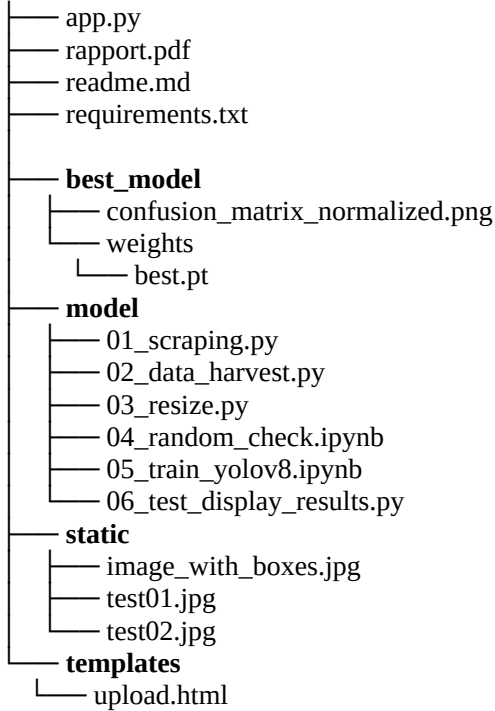 ├── app.py
├── rapport.pdf
├── readme.md
├── requirements.txt
│
├── best_model
│   ├── confusion_matrix_normalized.png
│   └── weights
│       └── best.pt
├── model
│   ├── 01_scraping.py
│   ├── 02_data_harvest.py
│   ├── 03_resize.py
│   ├── 04_random_check.ipynb
│   ├── 05_train_yolov8.ipynb
│   └── 06_test_display_results.py
├── static
│   ├── image_with_boxes.jpg
│   ├── test01.jpg
│   └── test02.jpg
└── templates
    └── upload.html